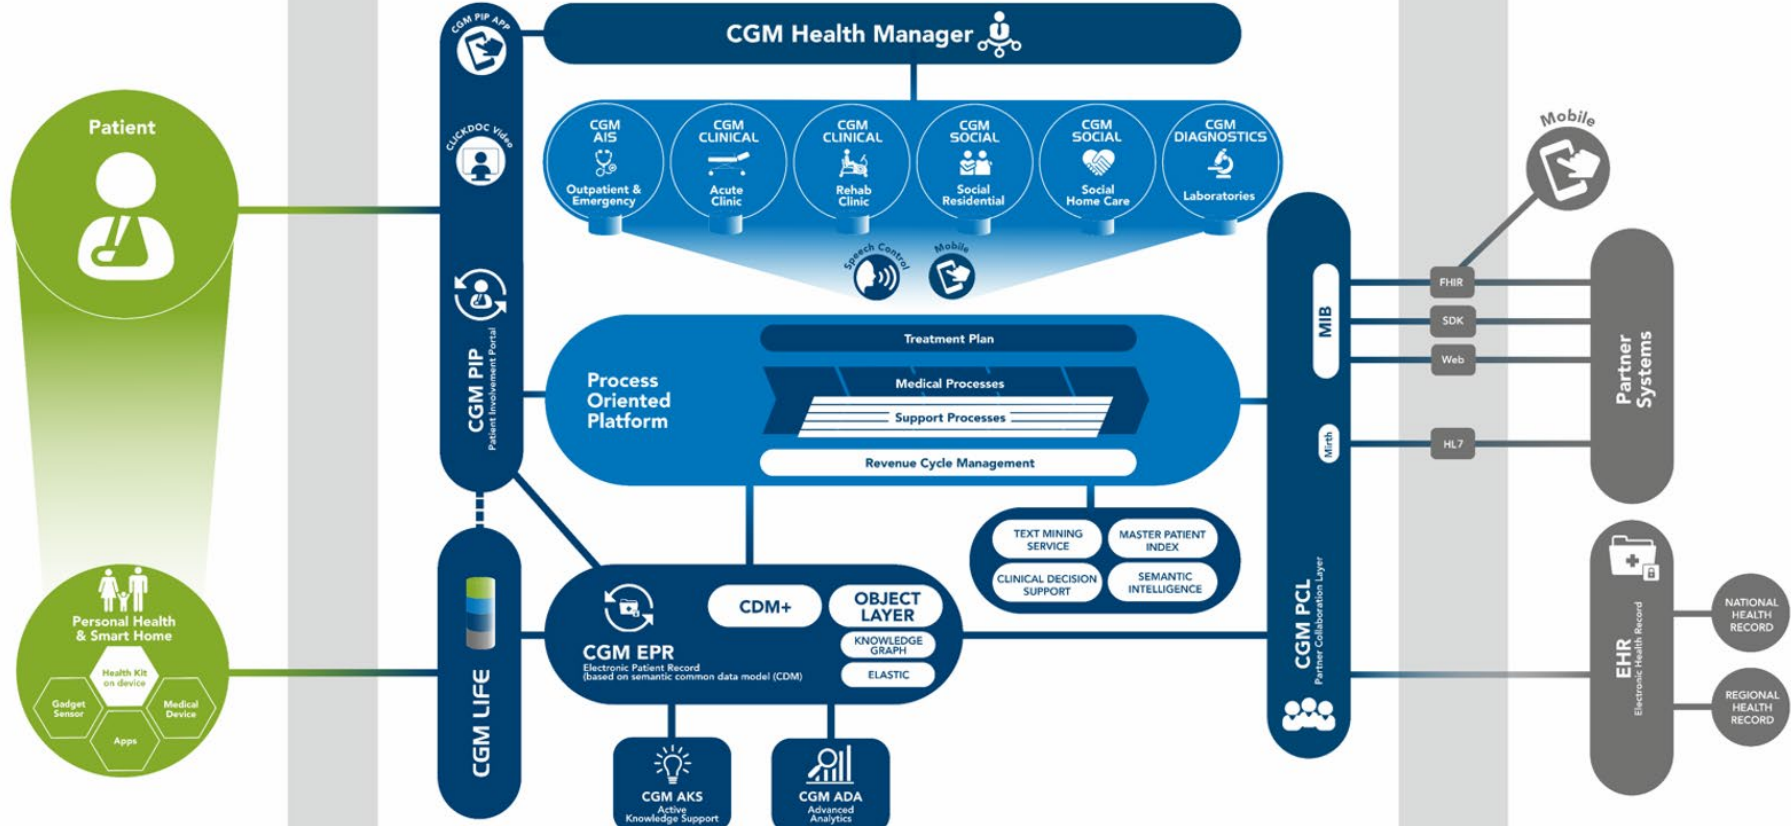 CGM PIP APP
CGM Health Manager
CLICKDOC Video
CGM PIP
Patient Involvement Portal
Patient
Personal Health
& Smart Home
Health Kit
on device
Gadget
Sensor
Medical
Device
Apps
CGM
AIS
Outpatient &
Emergency
CGM
CLINICAL
Acute
Clinic
CGM
CLINICAL
Rehab
Clinic
CGM
SOCIAL
Social
Residential
CGM
SOCIAL
Social
Home Care
CGM
DIAGNOSTICS
Laboratories
Speech Control
Mobile
Process
Oriented
Platform
Treatment Plan
Medical Processes
Support Processes
Revenue Cycle Management
TEXT MINING
SERVICE
MASTER PATIENT
INDEX
CLINICAL DECISION
SUPPORT
SEMANTIC
INTELLIGENCE
CGM LIFE
CGM EPR
Electronic Patient Record
(based on semantic common data model (CDM)
CDM+
OBJECT
LAYER
KNOWLEDGE
GRAPH
ELASTIC
CGM AKS
Active
Knowledge Support
CGM ADA
Advanced
Analytics
MIB
Mirth
CGM PCL
Partner Collaboration Layer
Mobile
FHIR
SDK
Web
HL7
Partner
Systems
EHR
Electronic Health Record
NATIONAL
HEALTH
RECORD
REGIONAL
HEALTH
RECORD